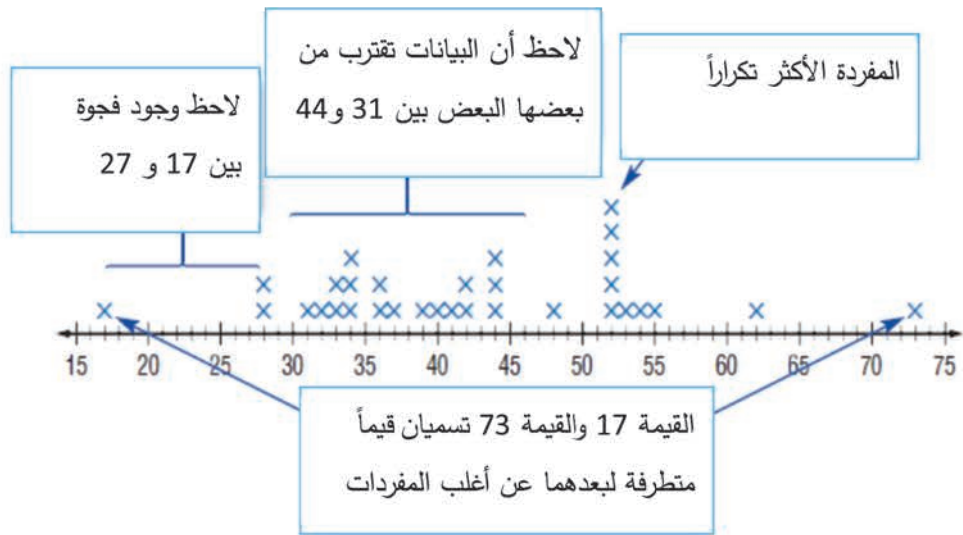 المفردة الأكثر تكراراً
لاحظ أن البيانات تقترب من
بعضها البعض بين 31 و44
لاحظ وجود فجوة
بين 17 و 27
15 20 25 30 35 40 45 50 55 60 65 70 75
القيمة 17 والقيمة 73 تسميان قيماً
متطرفة لبعدهما عن أغلب المفردات